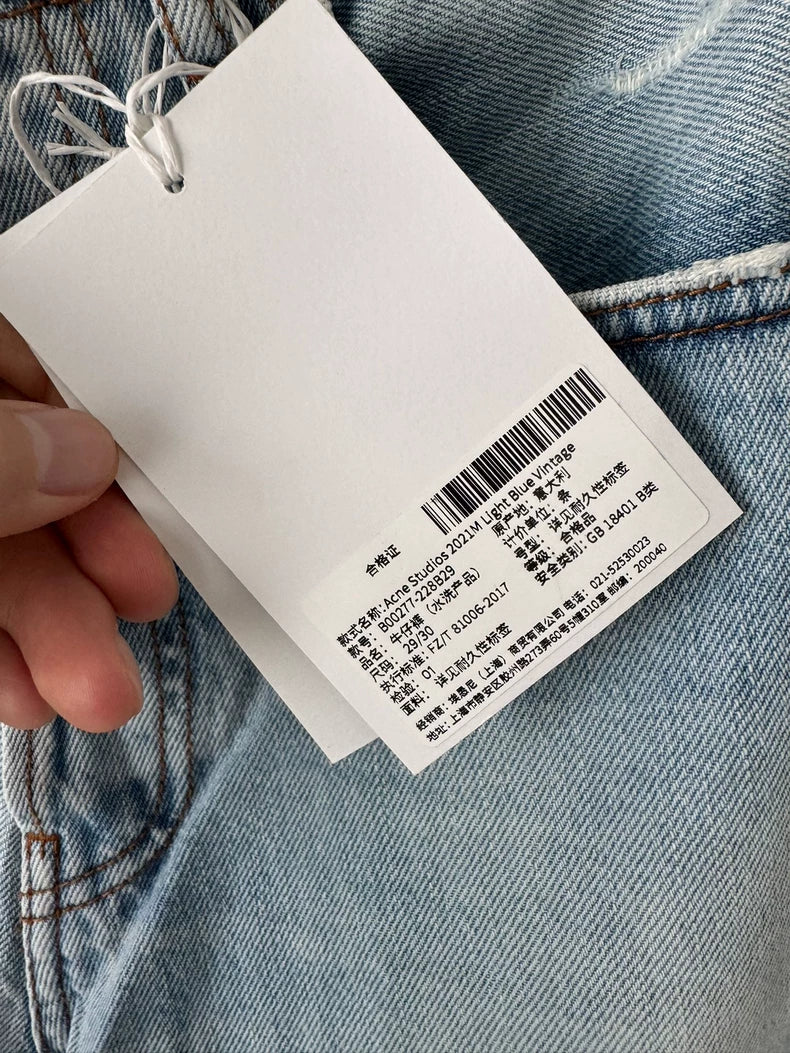 合格证
款式名称:Acne Studios 2021M Light Blue Vintage
款号: B00277-228B29 原产地: 意大利
品名: 牛仔裤 (水洗产品) 计价单位: 条
尺码: 29/30 号型: 详见耐久性标签
执行标准: FZ/T 81006-2017 等级: 合格品
检验: 01 安全类别: GB 18401 B类
面料: 详见耐久性标签
经销商: 埃恳尼 (上海) 商贸有限公司 电话: 021-52530023
地址: 上海市静安区胶州路273弄60号5幢310室 邮编: 200040